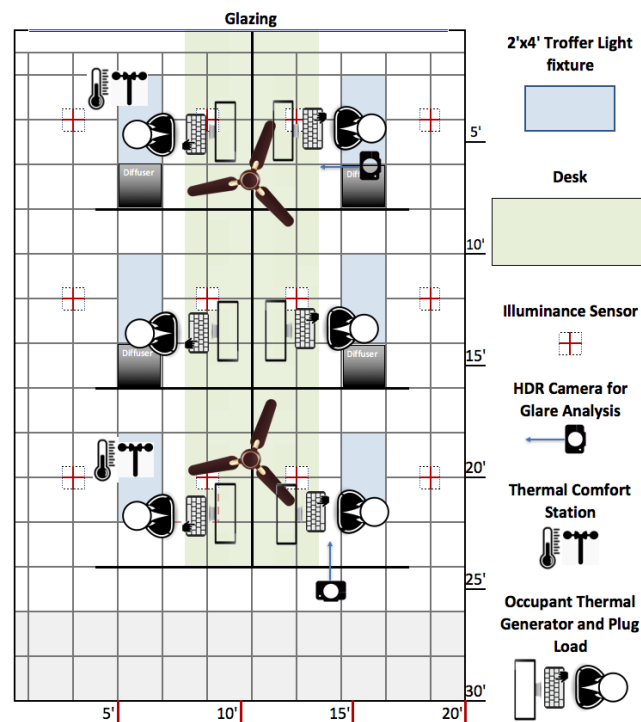 Glazing
5'
10'
15'
20'
25'
30'
5'
10'
15'
20'
Diffuser
Diffuser
Diffuser
Diffuser
2'x4' Troffer Light
fixture
Desk
Illuminance Sensor
HDR Camera for
Glare Analysis
Thermal Comfort
Station
Occupant Thermal
Generator and Plug
Load